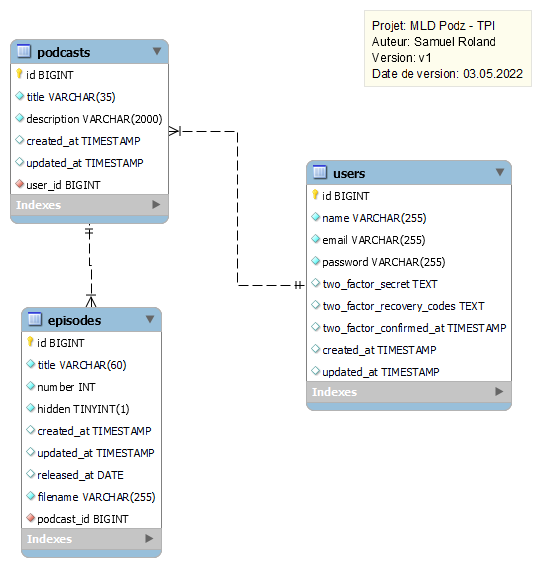 Projet: MLD Podz - TPI
Auteur: Samuel Roland
Version: v1
Date de version: 03.05.2022
podcasts
id BIGINT
title VARCHAR(35)
description VARCHAR(2000)
created_at TIMESTAMP
updated_at TIMESTAMP
user_id BIGINT
Indexes
users
id BIGINT
name VARCHAR(255)
email VARCHAR(255)
password VARCHAR(255)
two_factor_secret TEXT
two_factor_recovery_codes TEXT
two_factor_confirmed_at TIMESTAMP
created_at TIMESTAMP
updated_at TIMESTAMP
Indexes
episodes
id BIGINT
title VARCHAR(60)
number INT
hidden TINYINT(1)
created_at TIMESTAMP
updated_at TIMESTAMP
released_at DATE
filename VARCHAR(255)
podcast_id BIGINT
Indexes